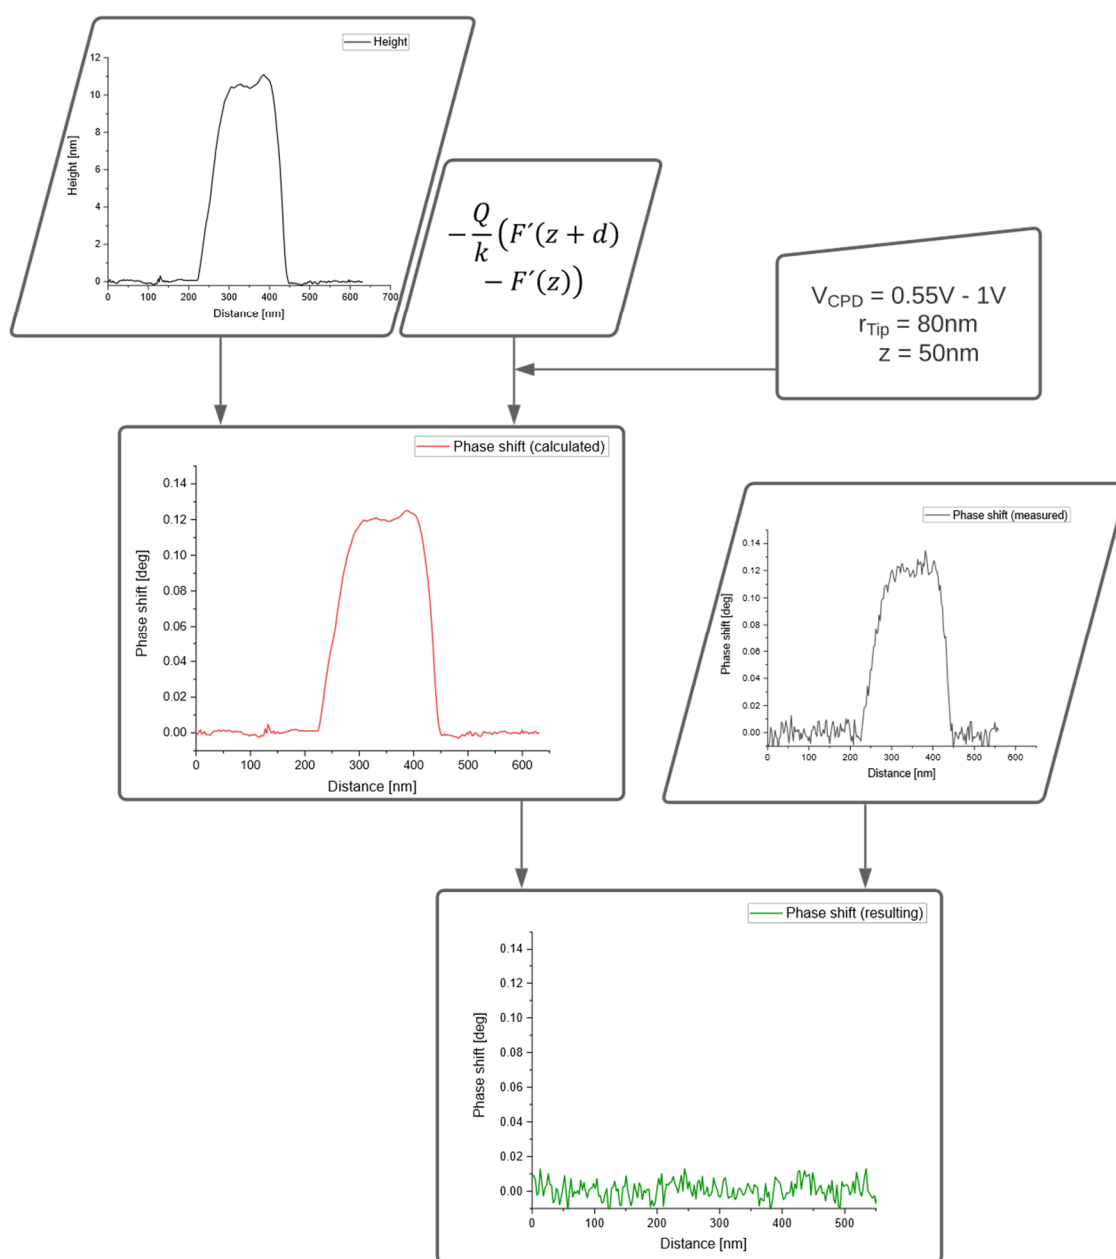 Height
12
10
8
6
4
2
0
Height [nm]
0 100 200 300 400 500 600 700
Distance [nm]
− Q/k (F′(z + d)
− F′(z))
V_CPD = 0.55V - 1V
r_Tip = 80nm
z = 50nm
Phase shift (calculated)
0.14
0.12
0.10
0.08
0.06
0.04
0.02
0.00
Phase shift [deg]
0 100 200 300 400 500 600
Distance [nm]
Phase shift (measured)
0.14
0.12
0.10
0.08
0.06
0.04
0.02
0.00
Phase shift [deg]
0 100 200 300 400 500 600
Distance [nm]
Phase shift (resulting)
0.14
0.12
0.10
0.08
0.06
0.04
0.02
0.00
Phase shift [deg]
0 100 200 300 400 500
Distance [nm]